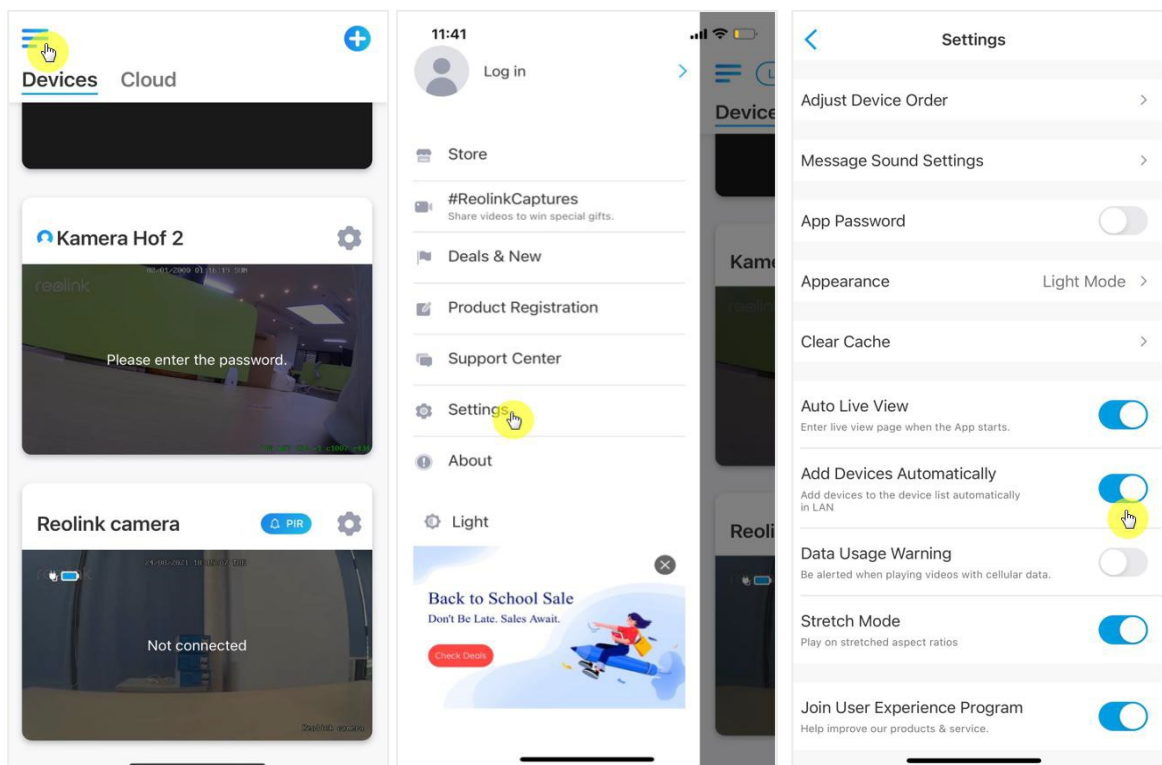 Devices Cloud
Kamera Hof 2
reolink
Please enter the password.
Reolink camera
PIR
Not connected
Reolink camera
11:41
Log in
Store
#ReolinkCaptures
Share videos to win special gifts.
Deals & New
Product Registration
Support Center
Settings
About
Light
Back to School Sale
Don't Be Late. Sales Await.
Check Deals
L
Device
Kame
reolin
Reoli
Settings
Adjust Device Order
Message Sound Settings
App Password
Appearance Light Mode
Clear Cache
Auto Live View
Enter live view page when the App starts.
Add Devices Automatically
Add devices to the device list automatically
in LAN
Data Usage Warning
Be alerted when playing videos with cellular data.
Stretch Mode
Play on stretched aspect ratios
Join User Experience Program
Help improve our products & service.